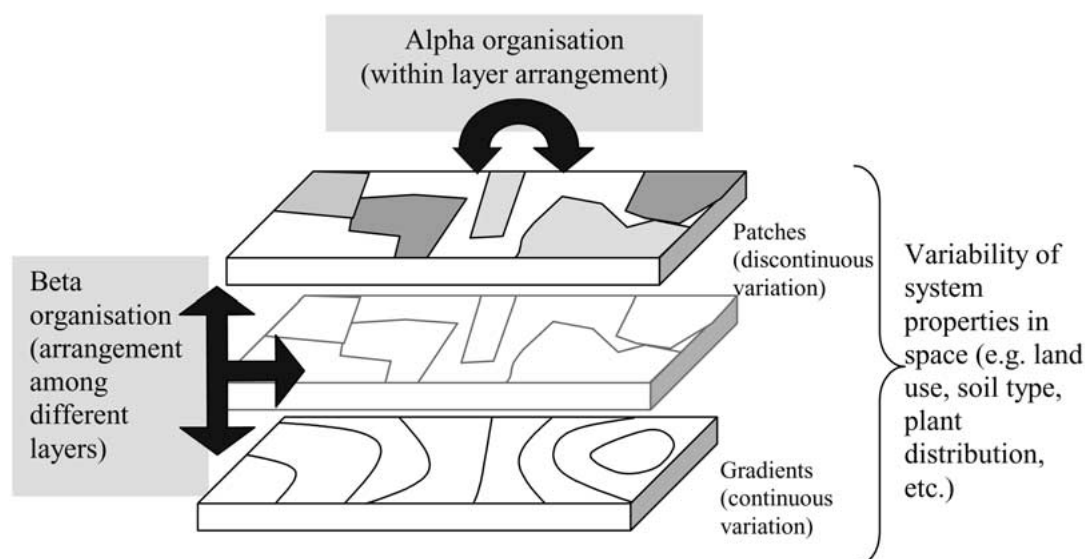 Alpha organisation
(within layer arrangement)
Patches
(discontinuous
variation)
Beta
organisation
(arrangement
among
different
layers)
Gradients
(continuous
variation)
Variability of
system
properties in
space (e.g. land
use, soil type,
plant
distribution,
etc.)